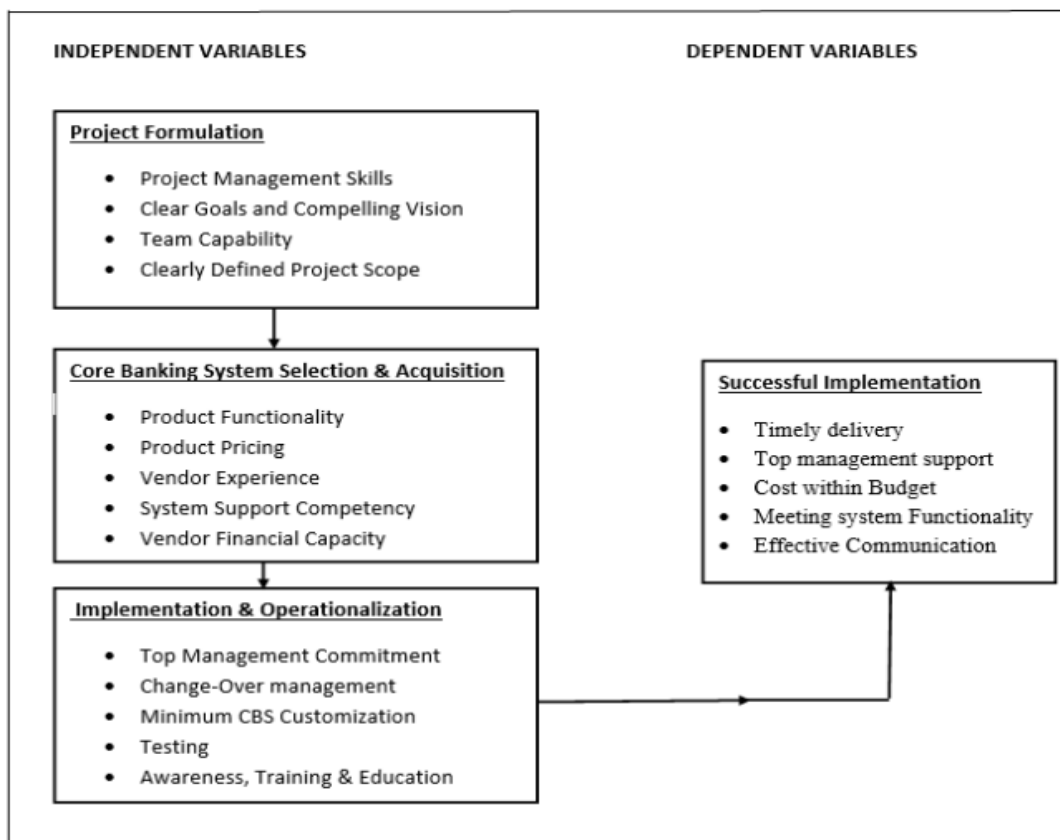 INDEPENDENT VARIABLES
DEPENDENT VARIABLES
Project Formulation
• Project Management Skills
• Clear Goals and Compelling Vision
• Team Capability
• Clearly Defined Project Scope
Core Banking System Selection & Acquisition
• Product Functionality
• Product Pricing
• Vendor Experience
• System Support Competency
• Vendor Financial Capacity
Implementation & Operationalization
• Top Management Commitment
• Change-Over management
• Minimum CBS Customization
• Testing
• Awareness, Training & Education
Successful Implementation
• Timely delivery
• Top management support
• Cost within Budget
• Meeting system Functionality
• Effective Communication